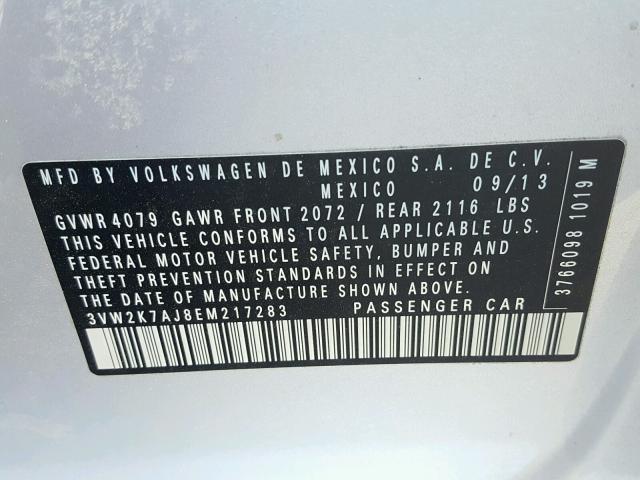 MFD BY VOLKSWAGEN DE MEXICO S.A. DE C.V.
MEXICO 09/13
GVWR 4079 GAWR FRONT 2072 / REAR 2116 LBS
THIS VEHICLE CONFORMS TO ALL APPLICABLE U.S.
FEDERAL MOTOR VEHICLE SAFETY, BUMPER AND
THEFT PREVENTION STANDARDS IN EFFECT ON
THE DATE OF MANUFACTURE SHOWN ABOVE.
3VW2K7AJ8EM217283 PASSENGER CAR
3766098 1019 M